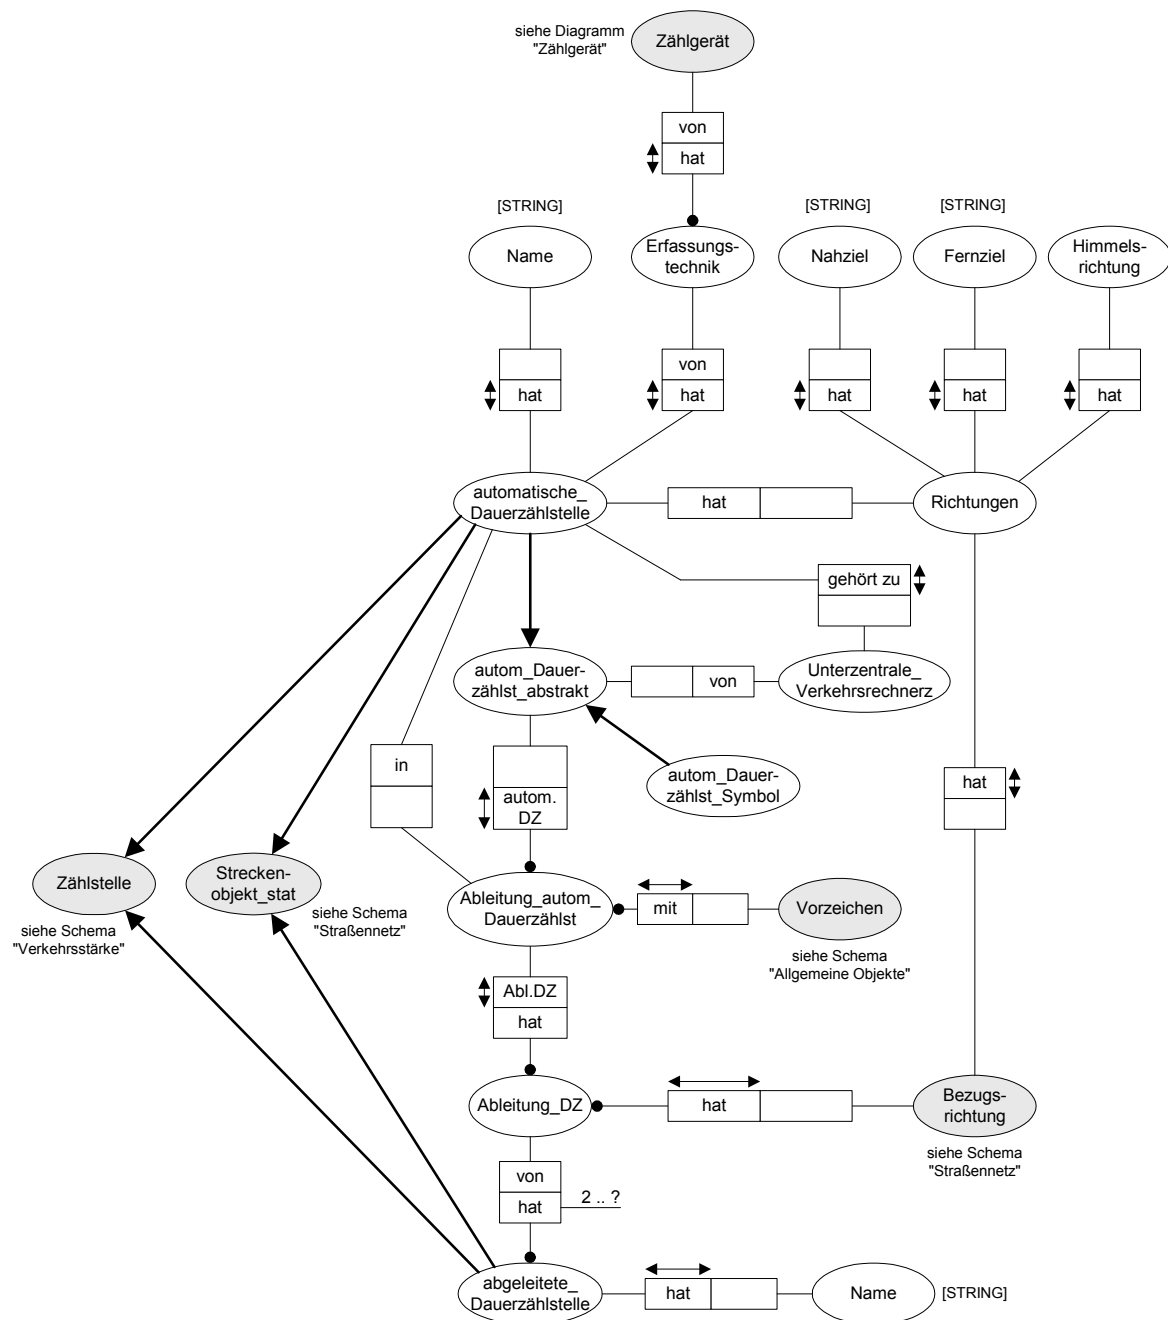 siehe Diagramm
"Zählgerät"
Zählgerät
von
hat
[STRING]
[STRING]
[STRING]
Name
Erfassungs-
technik
Nahziel
Fernziel
Himmels-
richtung
von
hat
hat
hat
hat
hat
automatische_
Dauerzählstelle
hat
Richtungen
gehört zu
autom_Dauer-
zählst_abstrakt
von
Unterzentrale_
Verkehrsrechnerz
in
autom_Dauer-
zählst_Symbol
hat
autom.
DZ
Zählstelle
siehe Schema
"Verkehrsstärke"
Strecken-
objekt_stat
siehe Schema
"Straßennetz"
Ableitung_autom_
Dauerzählst
mit
Vorzeichen
siehe Schema
"Allgemeine Objekte"
Abl.DZ
hat
Ableitung_DZ
hat
Bezugs-
richtung
siehe Schema
"Straßennetz"
von
hat
2 .. ?
abgeleitete_
Dauerzählstelle
hat
Name
[STRING]